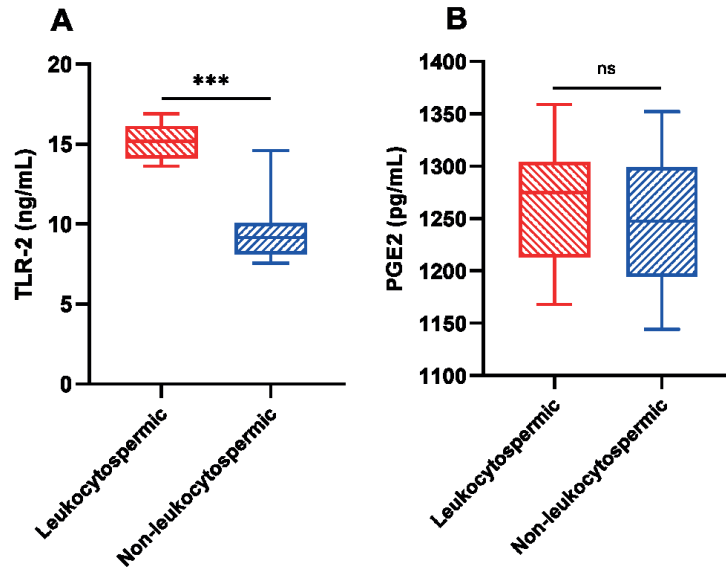 A
TLR-2 (ng/mL)
20
15
10
5
0
***
Leukocytospermic
Non-leukocytospermic
B
PGE2 (pg/mL)
1400
1350
1300
1250
1200
1150
1100
ns
Leukocytospermic
Non-leukocytospermic